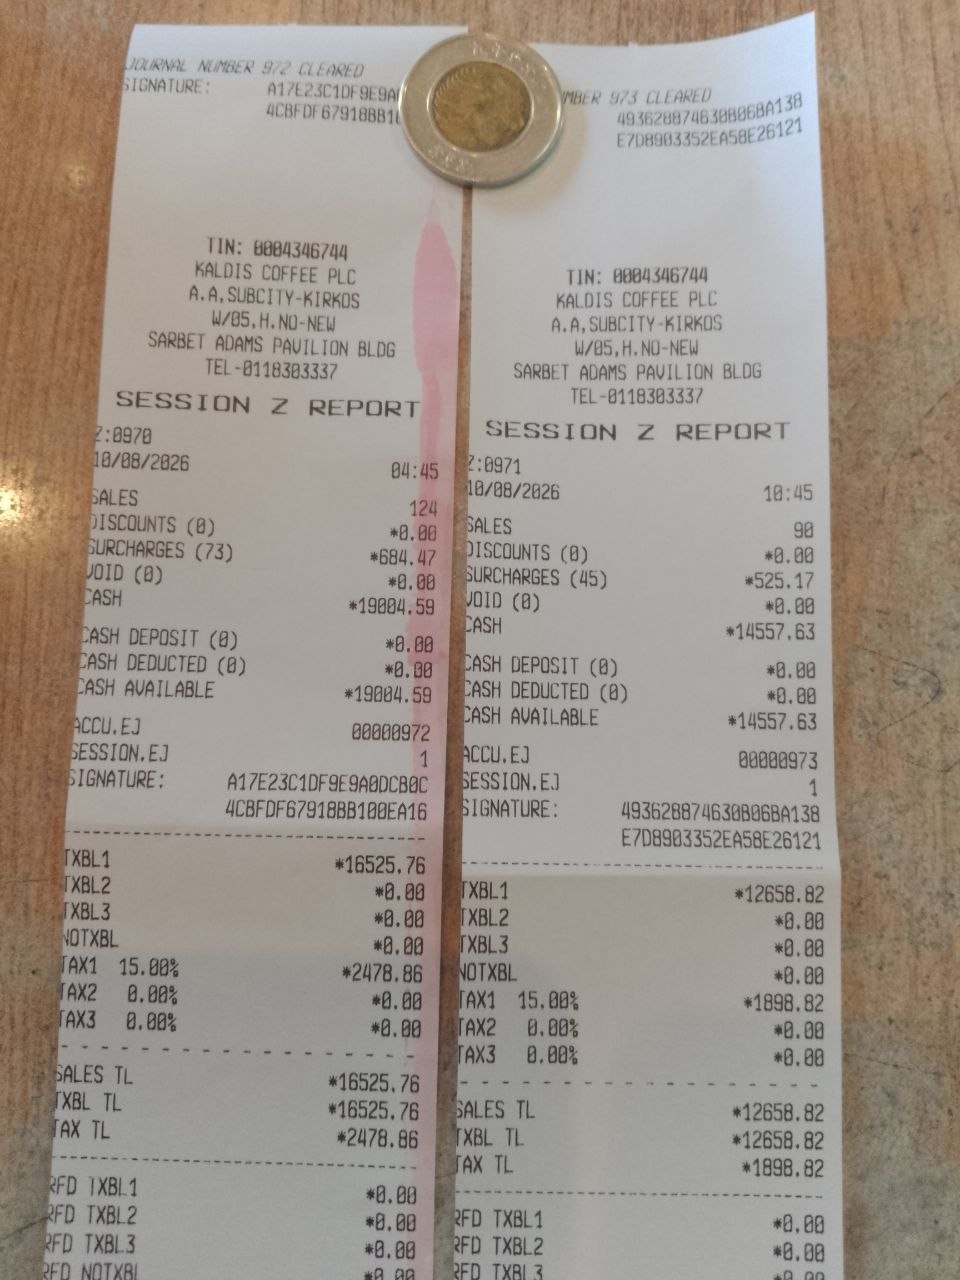 JOURNAL NUMBER 972 CLEARED
SIGNATURE: A17E23C1DF9E9A
4CBFDF67918BB10
TIN: 0004346744
KALDIS COFFEE PLC
A.A,SUBCITY-KIRKOS
W/05,H.NO-NEW
SARBET ADAMS PAVILION BLDG
TEL-0118303337
SESSION Z REPORT
Z:0970
10/08/2026 04:45
SALES 124
DISCOUNTS (0) *0.00
SURCHARGES (73) *684.47
VOID (0) *0.00
CASH *19004.59
CASH DEPOSIT (0) *0.00
CASH DEDUCTED (0) *0.00
CASH AVAILABLE *19004.59
ACCU.EJ 00000972
SESSION.EJ 1
SIGNATURE: A17E23C1DF9E9A0DCB0C
4CBFDF67918BB100EA16
TXBL1 *16525.76
TXBL2 *0.00
TXBL3 *0.00
NOTXBL *0.00
TAX1 15.00% *2478.86
TAX2 0.00% *0.00
TAX3 0.00% *0.00
SALES TL *16525.76
TXBL TL *16525.76
TAX TL *2478.86
RFD TXBL1 *0.00
RFD TXBL2 *0.00
RFD TXBL3 *0.00
RFD NOTXBL *0.00
MBER 973 CLEARED
493628874630B06BA138
E7D8903352EA58E26121
TIN: 0004346744
KALDIS COFFEE PLC
A.A,SUBCITY-KIRKOS
W/05,H.NO-NEW
SARBET ADAMS PAVILION BLDG
TEL-0118303337
SESSION Z REPORT
Z:0971
10/08/2026 10:45
SALES 90
DISCOUNTS (0) *0.00
SURCHARGES (45) *525.17
VOID (0) *0.00
CASH *14557.63
CASH DEPOSIT (0) *0.00
CASH DEDUCTED (0) *0.00
CASH AVAILABLE *14557.63
ACCU.EJ 00000973
SESSION.EJ 1
SIGNATURE: 493628874630B06BA138
E7D8903352EA58E26121
TXBL1 *12658.82
TXBL2 *0.00
TXBL3 *0.00
NOTXBL *0.00
TAX1 15.00% *1898.82
TAX2 0.00% *0.00
TAX3 0.00% *0.00
SALES TL *12658.82
TXBL TL *12658.82
TAX TL *1898.82
RFD TXBL1 *0.00
RFD TXBL2 *0.00
RFD TXBL3 *0.00